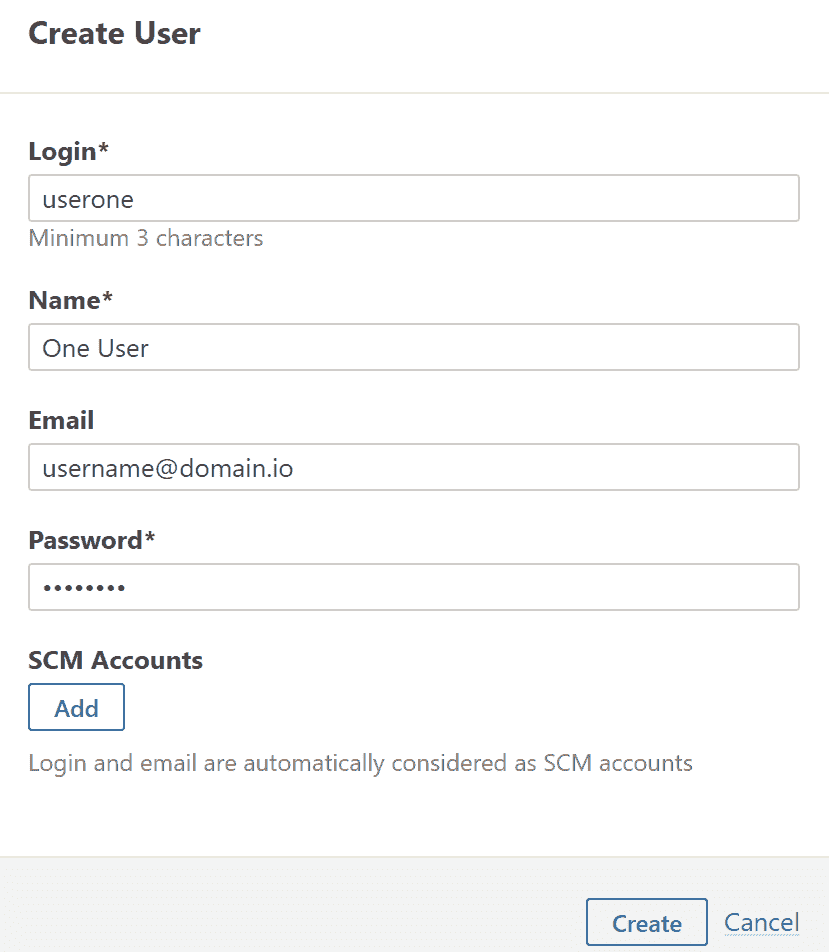 Create User
Login*
userone
Minimum 3 characters
Name*
One User
Email
username@domain.io
Password*
••••••••
SCM Accounts
Add
Login and email are automatically considered as SCM accounts
Create Cancel